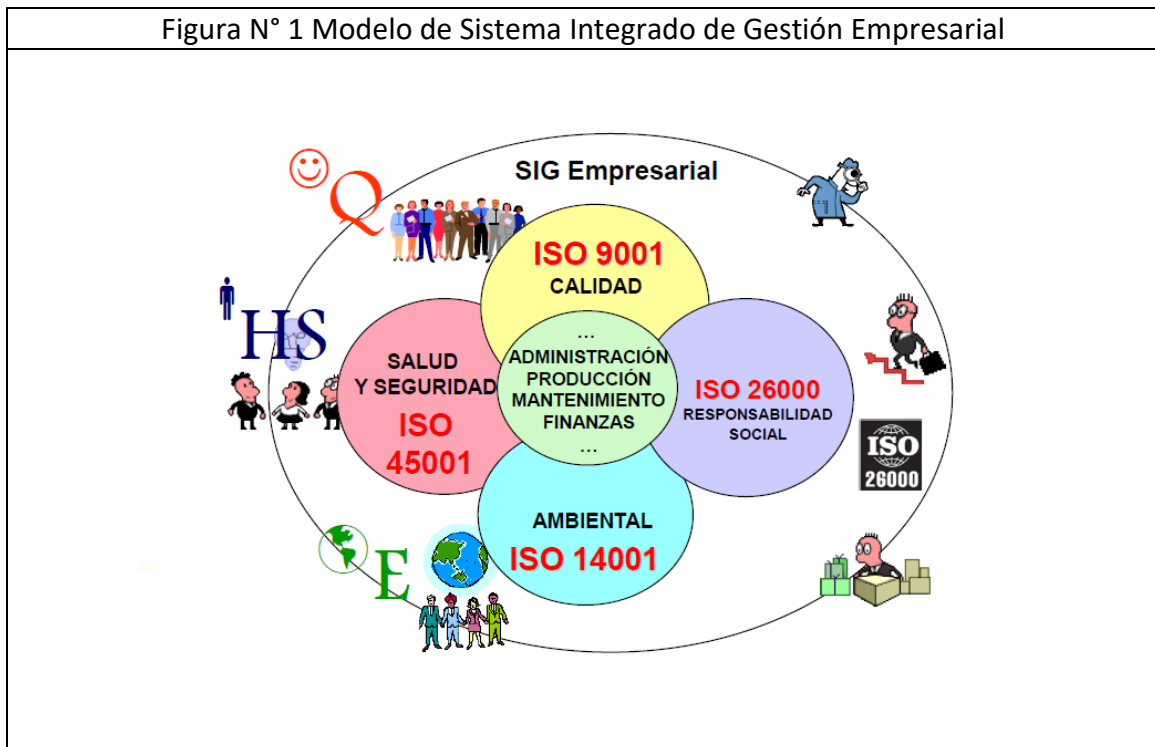 Figura N° 1 Modelo de Sistema Integrado de Gestión Empresarial
SIG Empresarial
Q
ISO 9001
CALIDAD
HS
SALUD
Y SEGURIDAD
ISO
45001
...
ADMINISTRACIÓN
PRODUCCIÓN
MANTENIMIENTO
FINANZAS
...
ISO 26000
RESPONSABILIDAD
SOCIAL
ISO
26000
E
AMBIENTAL
ISO 14001